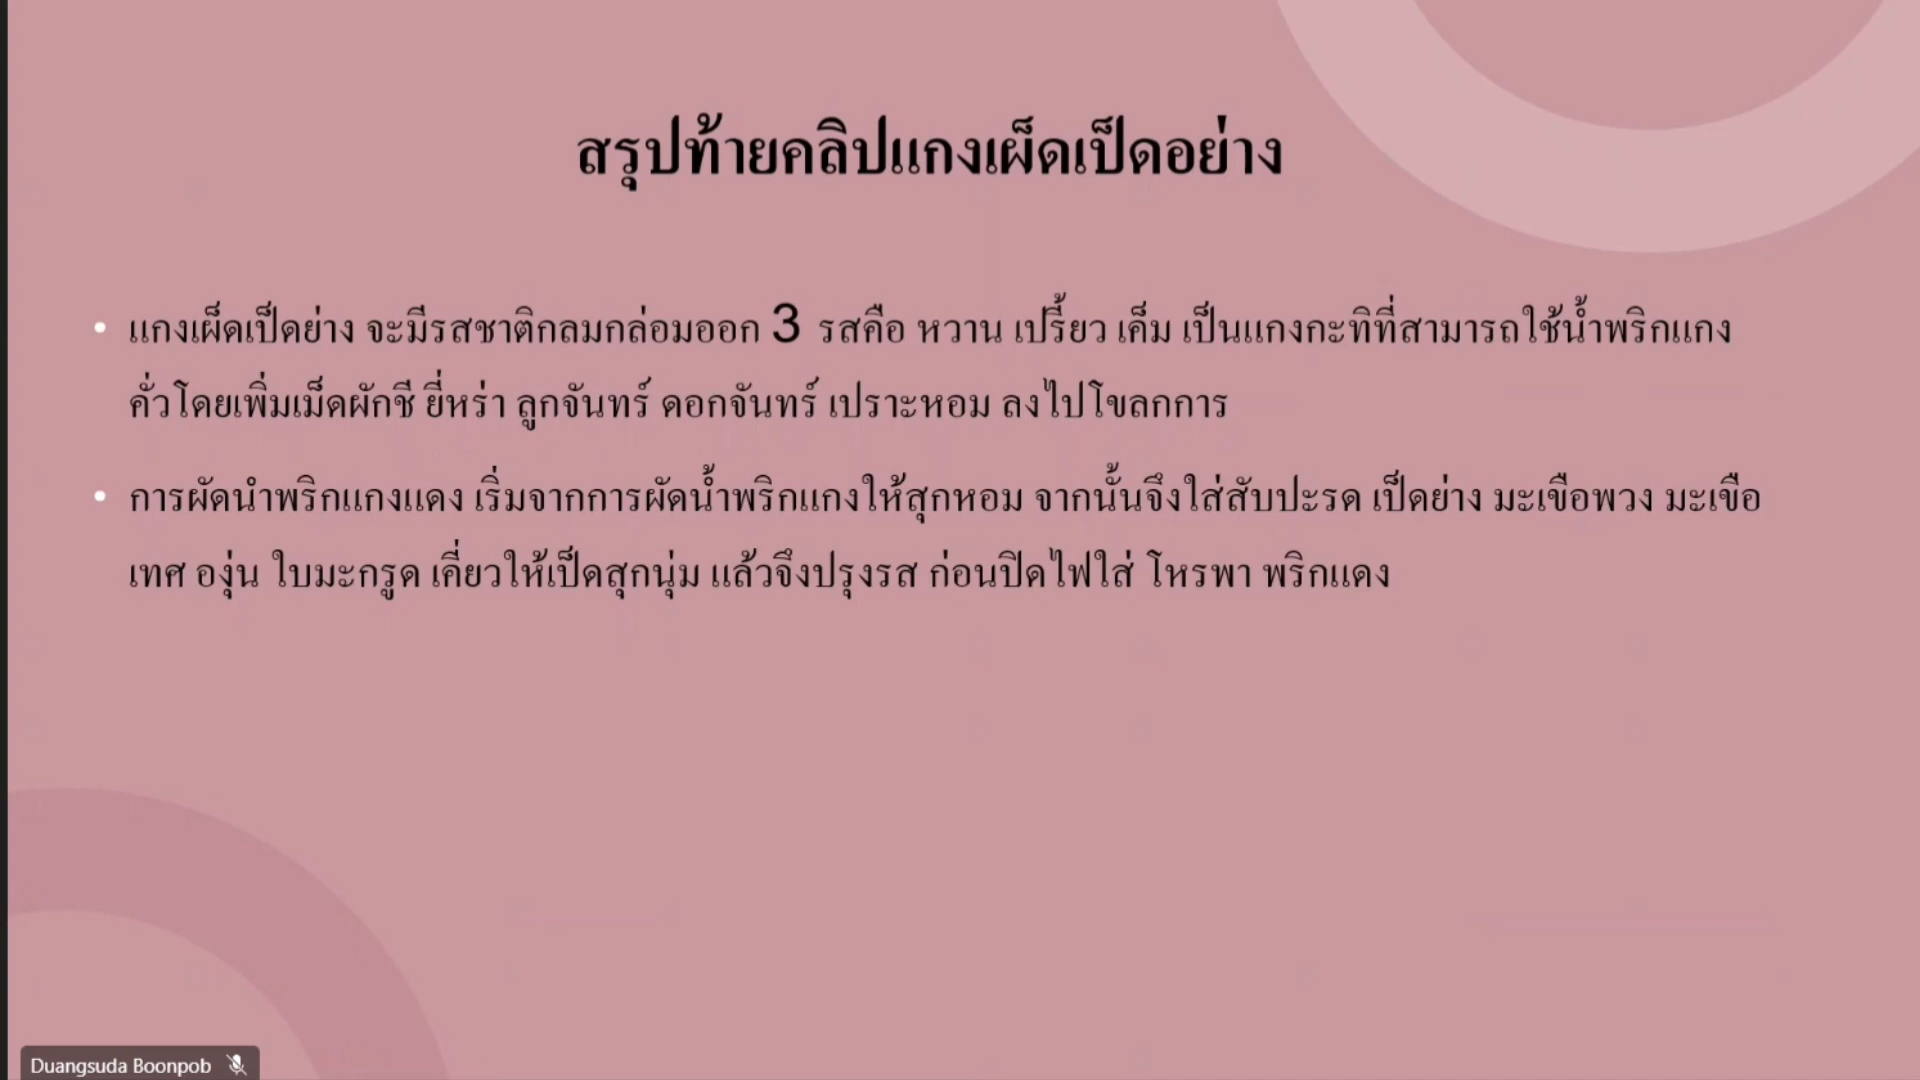 สรุปท้ายคลิปแกงเผ็ดเป็ดอย่าง
• แกงเผ็ดเป็ดย่าง จะมีรสชาติกลมกล่อมออก 3 รสคือ หวาน เปรี้ยว เค็ม เป็นแกงกะทิที่สามารถใช้น้ำพริกแกง
คั่วโดยเพิ่มเม็ดผักชี ยี่หร่า ลูกจันทร์ ดอกจันทร์ เปราะหอม ลงไปโขลกการ
• การผัดนำพริกแกงแดง เริ่มจากการผัดน้ำพริกแกงให้สุกหอม จากนั้นจึงใส่สับปะรด เป็ดย่าง มะเขือพวง มะเขือ
เทศ องุ่น ใบมะกรูด เคี่ยวให้เป็ดสุกนุ่ม แล้วจึงปรุงรส ก่อนปิดไฟใส่ โหรพา พริกแดง
Duangsuda Boonpob